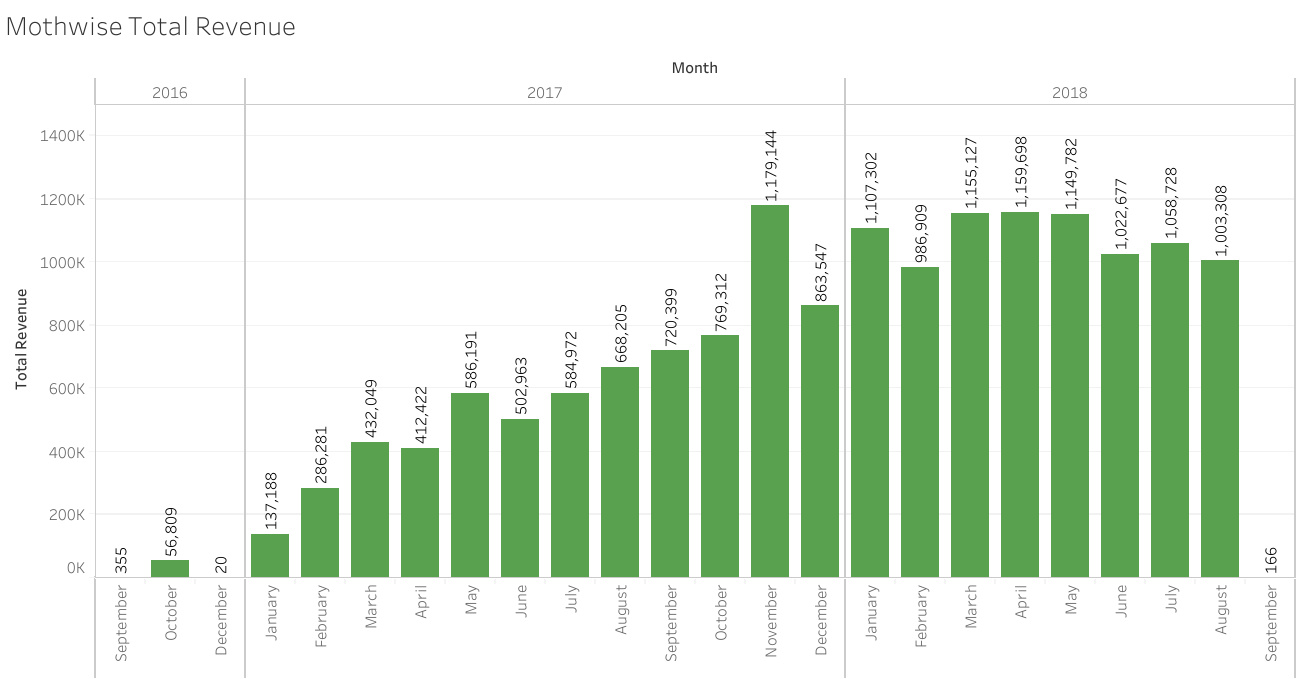 Mothwise Total Revenue
Month
2016 2017 2018
Total Revenue
1400K
1200K
1000K
800K
600K
400K
200K
0K
355 56,809 20 137,188 286,281 432,049 412,422 586,191 502,963 584,972 668,205 720,399 769,312 1,179,144 863,547 1,107,302 986,909 1,155,127 1,159,698 1,149,782 1,022,677 1,058,728 1,003,308 166
September October December January February March April May June July August September October November December January February March April May June July August September